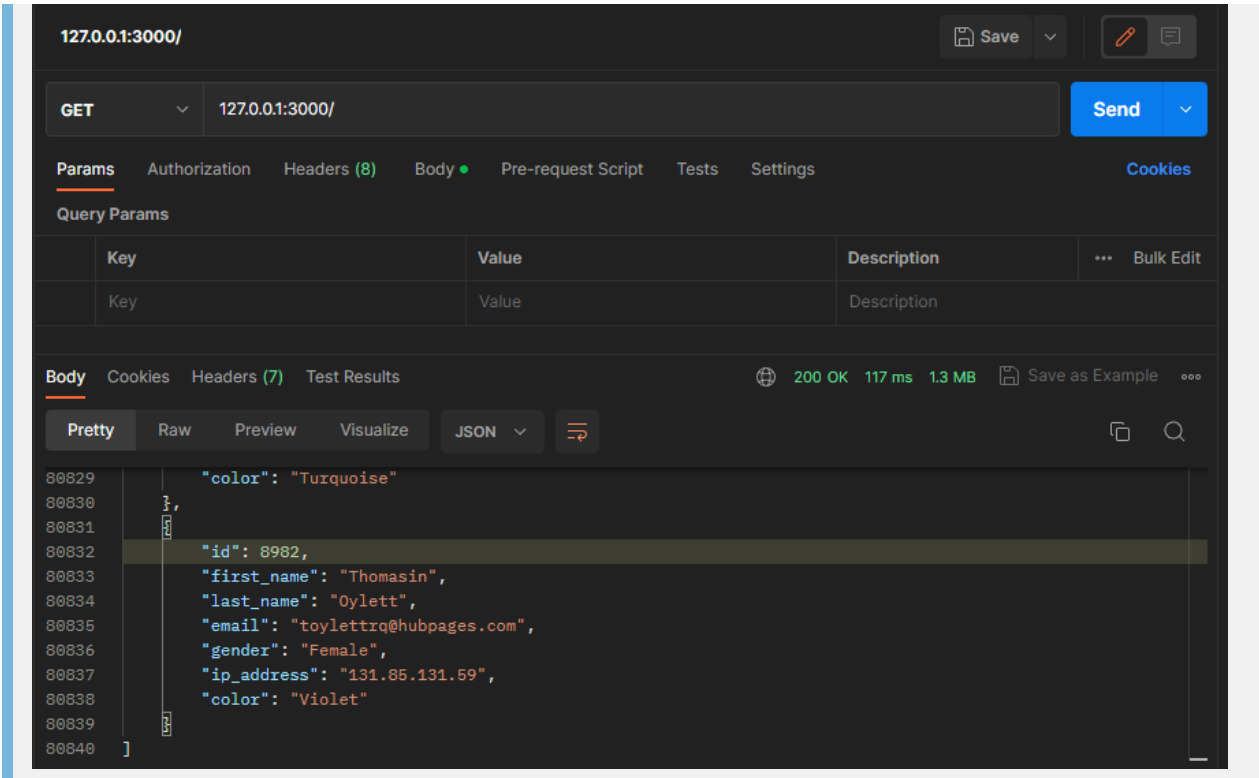 127.0.0.1:3000/ Save
GET 127.0.0.1:3000/ Send
Params Authorization Headers (8) Body Pre-request Script Tests Settings Cookies
Query Params
Key Value Description Bulk Edit
Key Value Description
Body Cookies Headers (7) Test Results 200 OK 117 ms 1.3 MB Save as Example
Pretty Raw Preview Visualize JSON
80829 "color": "Turquoise"
80830 },
80831 {
80832 "id": 8982,
80833 "first_name": "Thomasin",
80834 "last_name": "Oylett",
80835 "email": "toylettrq@hubpages.com",
80836 "gender": "Female",
80837 "ip_address": "131.85.131.59",
80838 "color": "Violet"
80839 }
80840 ]